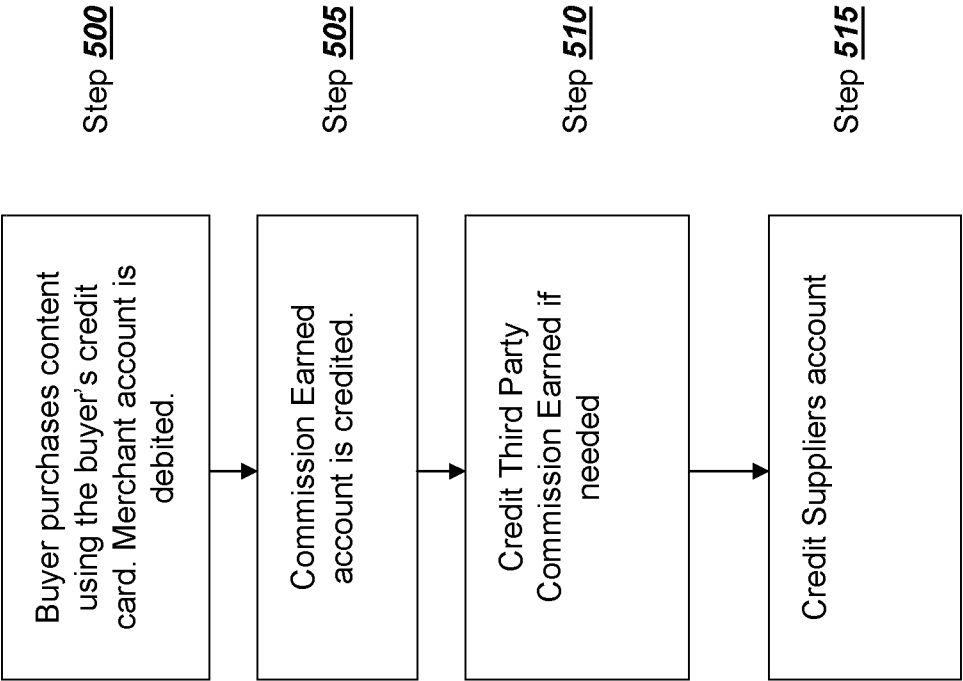 Buyer purchases content
using the buyer's credit
card. Merchant account is
debited.
Step 500
Commission Earned
account is credited.
Step 505
Credit Third Party
Commission Earned if
needed
Step 510
Credit Suppliers account
Step 515